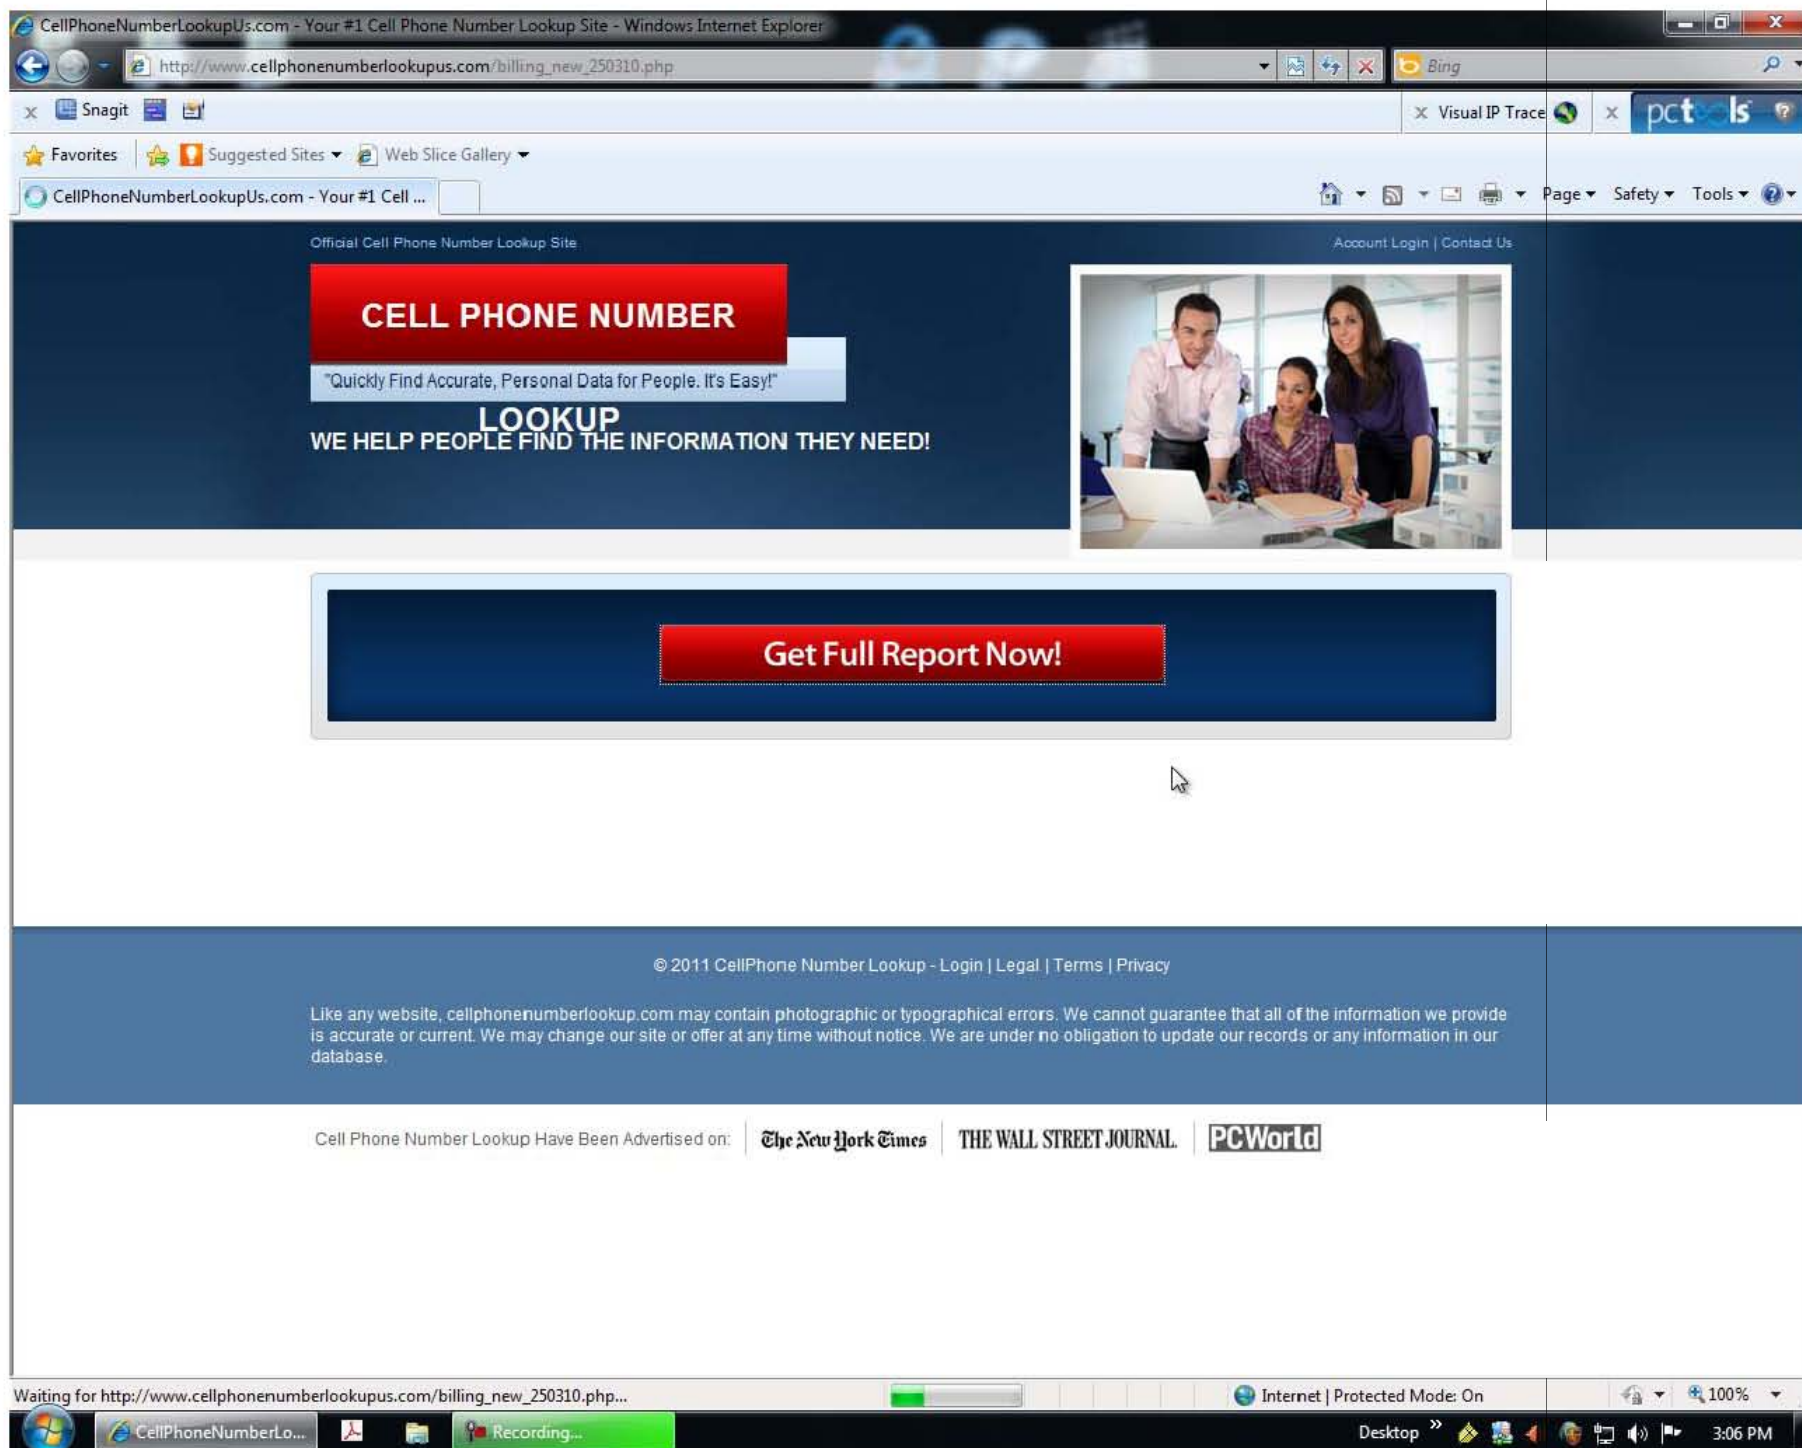 CellPhoneNumberLookupUs.com - Your #1 Cell Phone Number Lookup Site - Windows Internet Explorer
http://www.cellphonenumberlookupus.com/billing_new_250310.php
Bing
x Snagit
x Visual IP Trace
x pctools
Favorites
Suggested Sites
Web Slice Gallery
CellPhoneNumberLookupUs.com - Your #1 Cell ...
Page Safety Tools
Official Cell Phone Number Lookup Site
Account Login | Contact Us
CELL PHONE NUMBER
"Quickly Find Accurate, Personal Data for People. It's Easy!"
LOOKUP
WE HELP PEOPLE FIND THE INFORMATION THEY NEED!
Get Full Report Now!
© 2011 CellPhone Number Lookup - Login | Legal | Terms | Privacy
Like any website, cellphonenumberlookup.com may contain photographic or typographical errors. We cannot guarantee that all of the information we provide
is accurate or current. We may change our site or offer at any time without notice. We are under no obligation to update our records or any information in our
database.
Cell Phone Number Lookup Have Been Advertised on:
The New York Times
THE WALL STREET JOURNAL.
PCWorld
Waiting for http://www.cellphonenumberlookupus.com/billing_new_250310.php...
Internet | Protected Mode: On
100%
CellPhoneNumberLo...
Recording...
Desktop »
3:06 PM